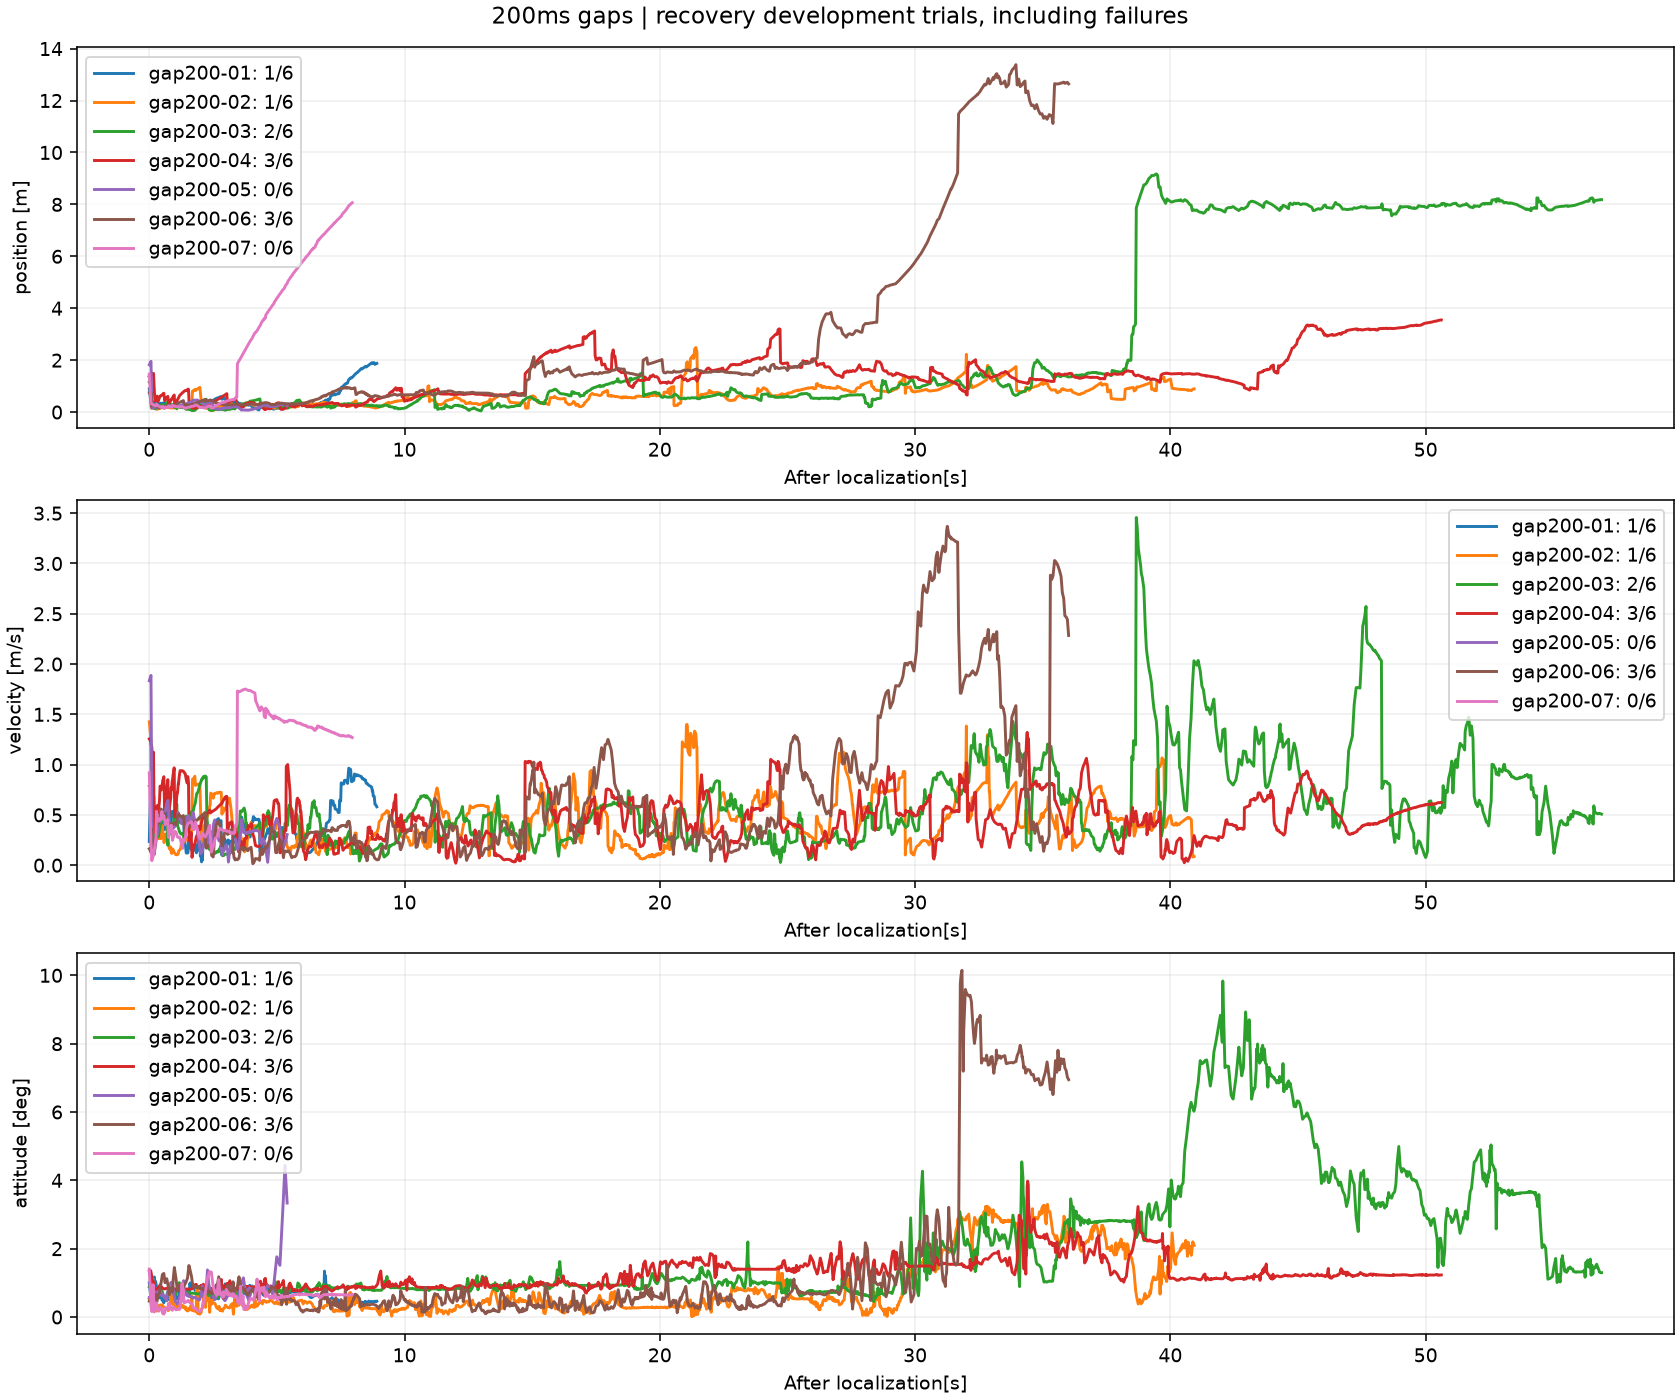 200ms gaps | recovery development trials, including failures
14
12
10
8
6
4
2
0
position [m]
gap200-01: 1/6
gap200-02: 1/6
gap200-03: 2/6
gap200-04: 3/6
gap200-05: 0/6
gap200-06: 3/6
gap200-07: 0/6
0 10 20 30 40 50
After localization[s]
3.5
3.0
2.5
2.0
1.5
1.0
0.5
0.0
velocity [m/s]
gap200-01: 1/6
gap200-02: 1/6
gap200-03: 2/6
gap200-04: 3/6
gap200-05: 0/6
gap200-06: 3/6
gap200-07: 0/6
0 10 20 30 40 50
After localization[s]
10
8
6
4
2
0
attitude [deg]
gap200-01: 1/6
gap200-02: 1/6
gap200-03: 2/6
gap200-04: 3/6
gap200-05: 0/6
gap200-06: 3/6
gap200-07: 0/6
0 10 20 30 40 50
After localization[s]